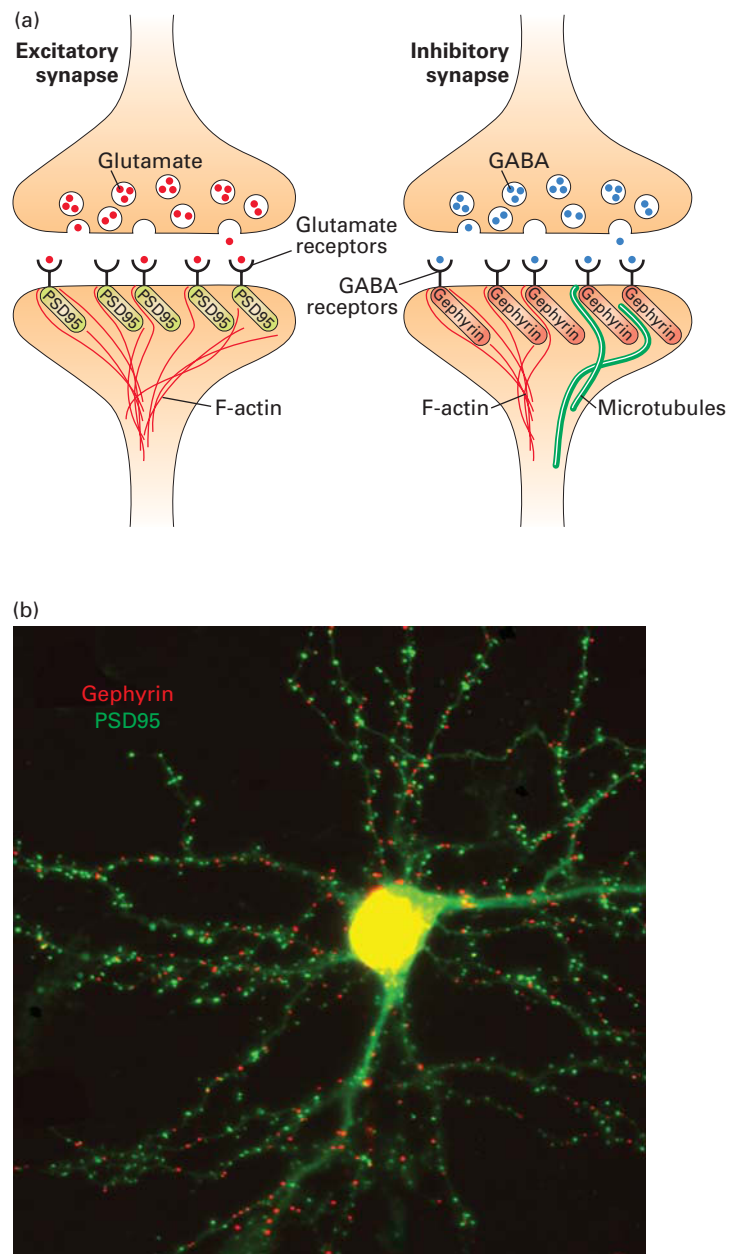 (a)
Excitatory
synapse
Glutamate
Glutamate
receptors
PSD95
PSD95
PSD95
PSD95
PSD95
F-actin
Inhibitory
synapse
GABA
GABA
receptors
Gephyrin
Gephyrin
Gephyrin
Gephyrin
Gephyrin
F-actin
Microtubules
(b)
Gephyrin
PSD95